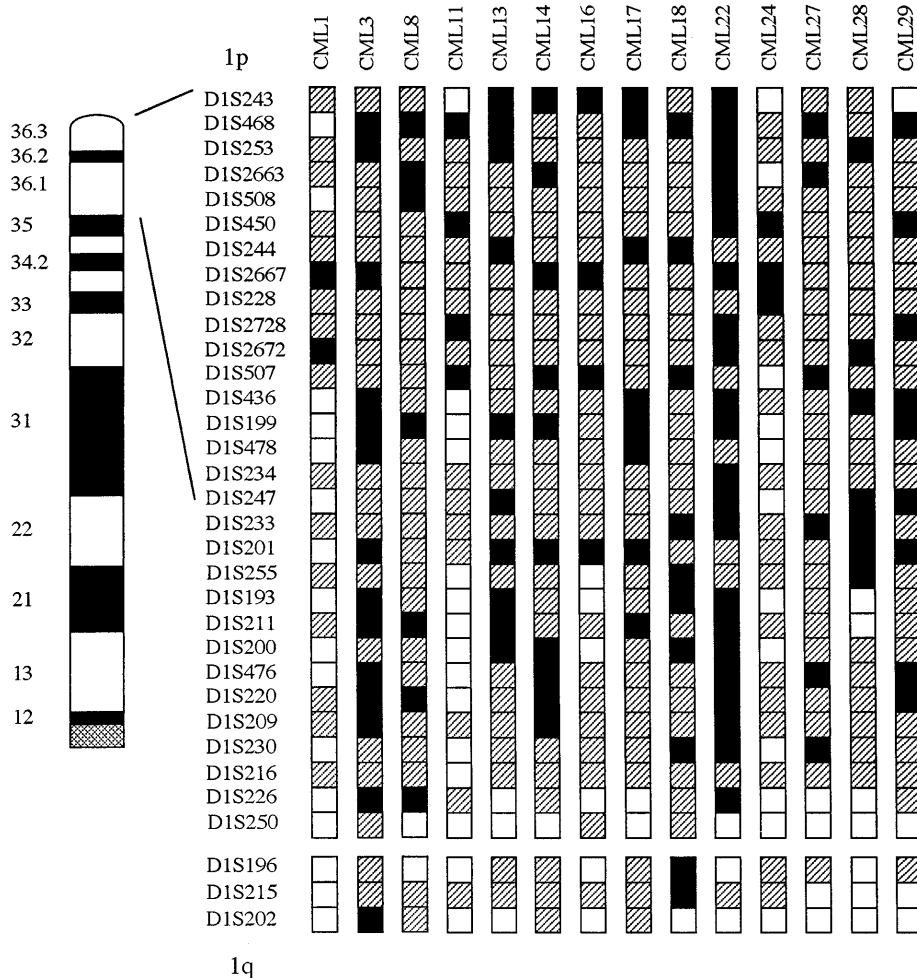 CML1
CML3
CML8
CML11
CML13
CML14
CML16
CML17
CML18
CML22
CML24
CML27
CML28
CML29
1p
36.3
36.2
36.1
35
34.2
33
32
31
22
21
13
12
D1S243
D1S468
D1S253
D1S2663
D1S508
D1S450
D1S244
D1S2667
D1S228
D1S2728
D1S2672
D1S507
D1S436
D1S199
D1S478
D1S234
D1S247
D1S233
D1S201
D1S255
D1S193
D1S211
D1S200
D1S476
D1S220
D1S209
D1S230
D1S216
D1S226
D1S250
D1S196
D1S215
D1S202
1q